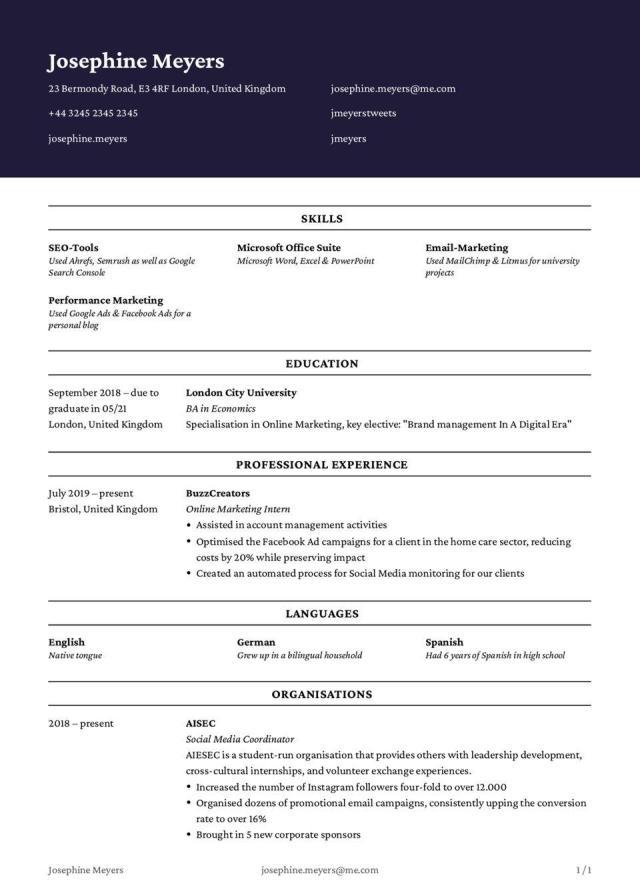 Josephine Meyers
23 Bermondy Road, E3 4RF London, United Kingdom
josephine.meyers@me.com
+44 3245 2345 2345
jmeyerstweets
josephine.meyers
jmeyers
SKILLS
SEO-Tools
Used Ahrefs, Semrush as well as Google
Search Console
Microsoft Office Suite
Microsoft Word, Excel & PowerPoint
Email-Marketing
Used MailChimp & Litmus for university
projects
Performance Marketing
Used Google Ads & Facebook Ads for a
personal blog
EDUCATION
September 2018 – due to
graduate in 05/21
London, United Kingdom
London City University
BA in Economics
Specialisation in Online Marketing, key elective: "Brand management In A Digital Era"
PROFESSIONAL EXPERIENCE
July 2019 – present
Bristol, United Kingdom
BuzzCreators
Online Marketing Intern
• Assisted in account management activities
• Optimised the Facebook Ad campaigns for a client in the home care sector, reducing
costs by 20% while preserving impact
• Created an automated process for Social Media monitoring for our clients
LANGUAGES
English
Native tongue
German
Grew up in a bilingual household
Spanish
Had 6 years of Spanish in high school
ORGANISATIONS
2018 – present
AISEC
Social Media Coordinator
AIESEC is a student-run organisation that provides others with leadership development,
cross-cultural internships, and volunteer exchange experiences.
• Increased the number of Instagram followers four-fold to over 12.000
• Organised dozens of promotional email campaigns, consistently upping the conversion
rate to over 16%
• Brought in 5 new corporate sponsors
Josephine Meyers
josephine.meyers@me.com
1 / 1